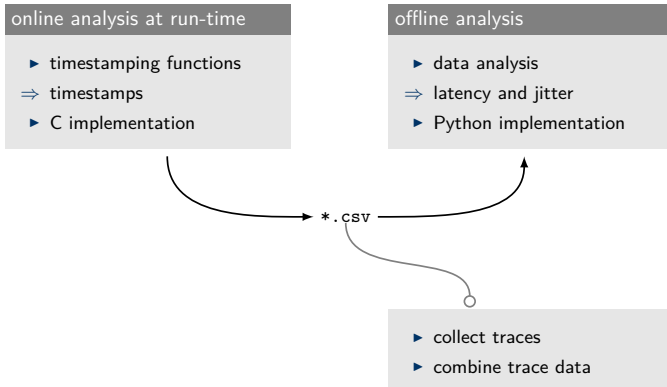 online analysis at run-time
▶ timestamping functions
⇒ timestamps
▶ C implementation
offline analysis
▶ data analysis
⇒ latency and jitter
▶ Python implementation
*.csv
▶ collect traces
▶ combine trace data